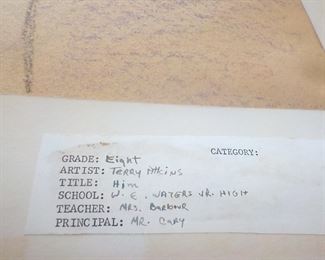 CATEGORY:
GRADE: Eight
ARTIST: Terry Atkins
TITLE: Him
SCHOOL: W. E. Waters Jr. High
TEACHER: Mrs. Barbour
PRINCIPAL: Mr. Cary